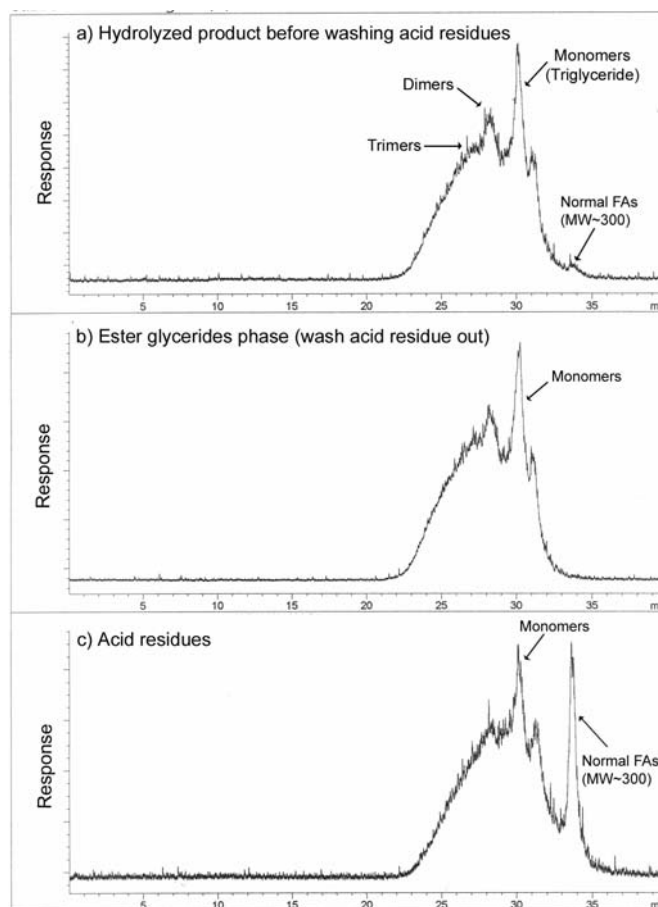 a) Hydrolyzed product before washing acid residues
Monomers
(Triglyceride)
Dimers
Trimers
Normal FAs
(MW~300)
Response
5 10 15 20 25 30 35 m
b) Ester glycerides phase (wash acid residue out)
Monomers
Response
5 10 15 20 25 30 35 m
c) Acid residues
Monomers
Normal FAs
(MW~300)
Response
5 10 15 20 25 30 35 m